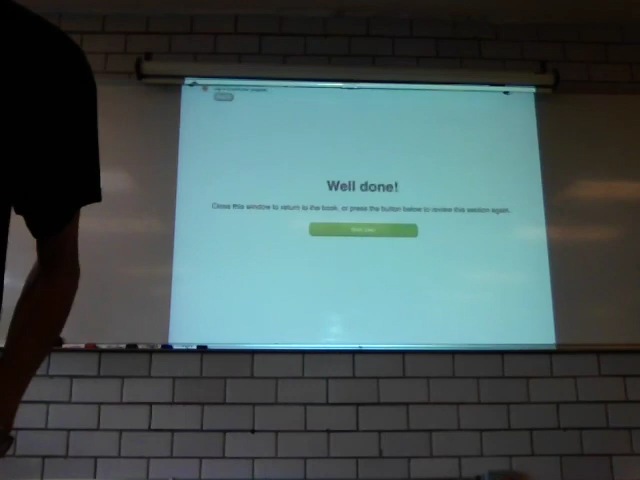 Well done!
Close this window to return to the book, or press the button below to review this section again.